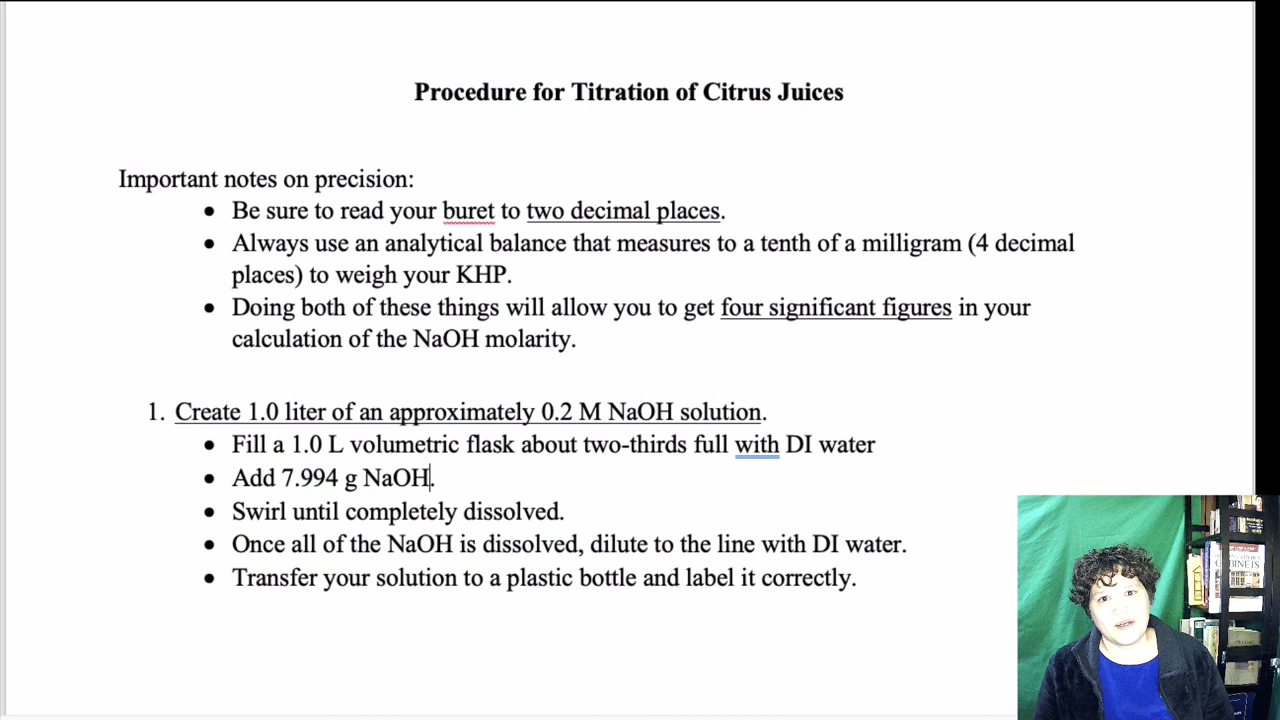 Procedure for Titration of Citrus Juices
Important notes on precision:
• Be sure to read your buret to two decimal places.
• Always use an analytical balance that measures to a tenth of a milligram (4 decimal
places) to weigh your KHP.
• Doing both of these things will allow you to get four significant figures in your
calculation of the NaOH molarity.
1. Create 1.0 liter of an approximately 0.2 M NaOH solution.
• Fill a 1.0 L volumetric flask about two-thirds full with DI water
• Add 7.994 g NaOH.
• Swirl until completely dissolved.
• Once all of the NaOH is dissolved, dilute to the line with DI water.
• Transfer your solution to a plastic bottle and label it correctly.